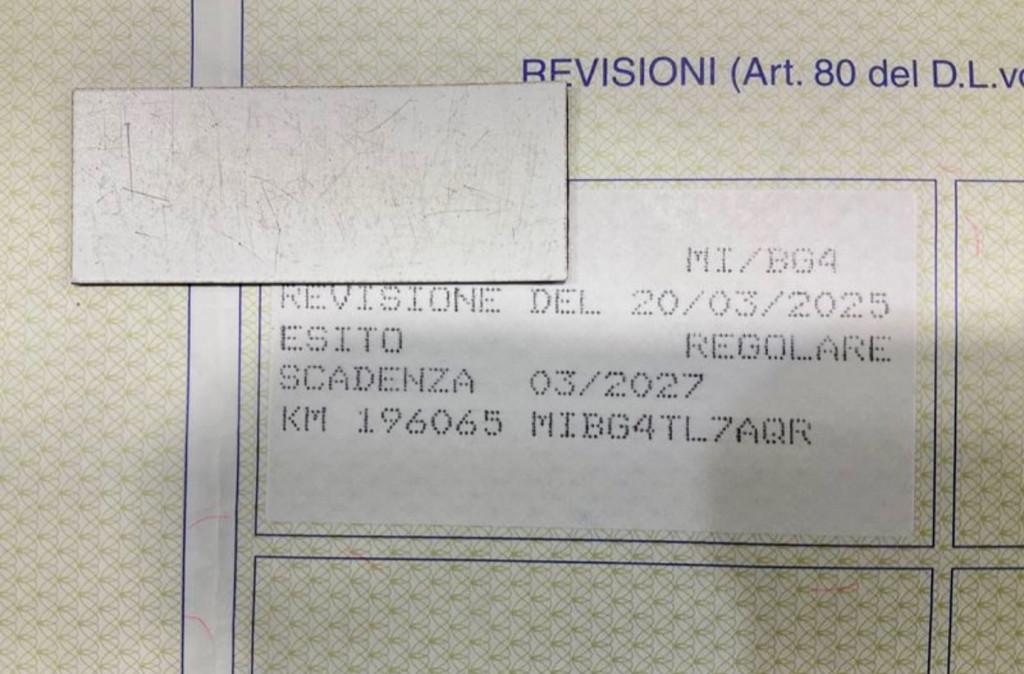 REVISIONI (Art. 80 del D.L.vo
MI/BG4
REVISIONE DEL 20/03/2025
ESITO REGOLARE
SCADENZA 03/2027
KM 196065 MIBG4TL7AQR